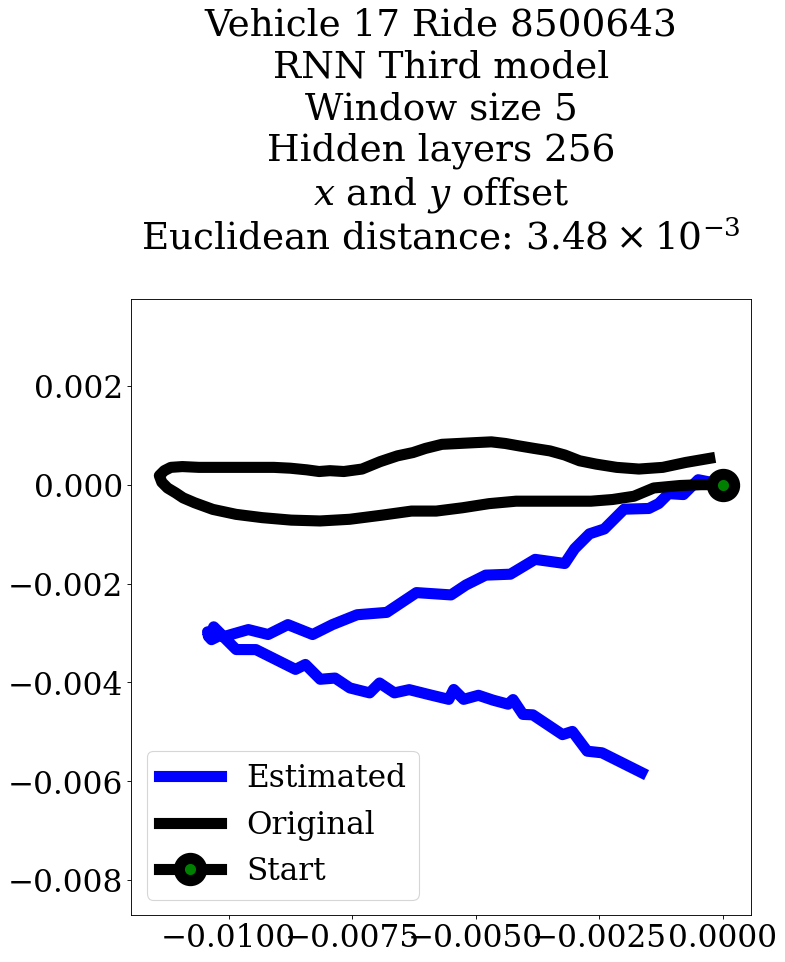 Vehicle 17 Ride 8500643
RNN Third model
Window size 5
Hidden layers 256
x and y offset
Euclidean distance: 3.48 × 10⁻³
0.002
0.000
−0.002
−0.004
−0.006
−0.008
Estimated
Original
Start
−0.0100 −0.0075 −0.0050 −0.0025 0.0000